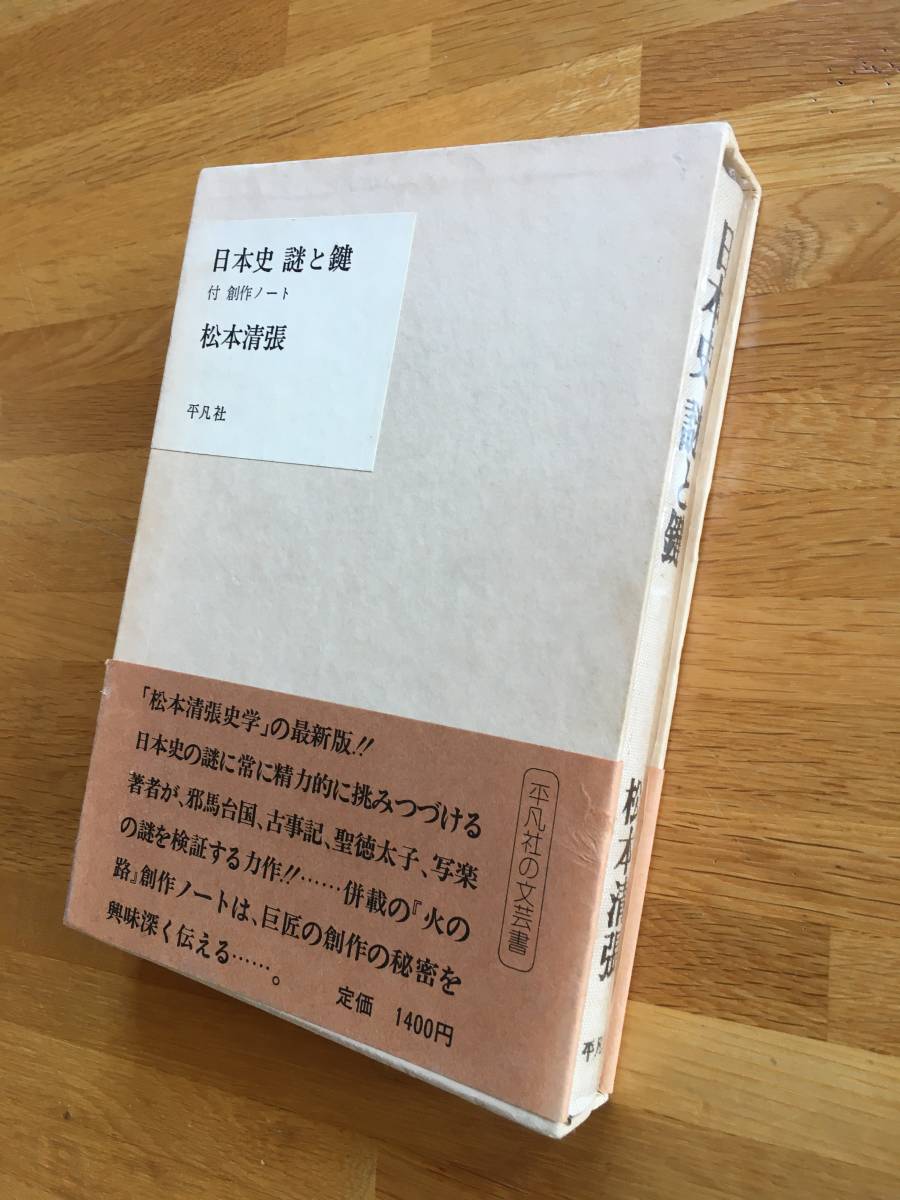 日本史 謎と鍵
付 創作ノート
松本清張
平凡社
「松本清張史学」の最新版!!
日本史の謎に常に精力的に挑みつづける
著者が、邪馬台国、古事記、聖徳太子、写楽
の謎を検証する力作!!……併載の『火の
路』創作ノートは、巨匠の創作の秘密を
興味深く伝える……。
定価 1400円
平凡社の文芸書
日本史 謎と鍵
松本清張
平凡